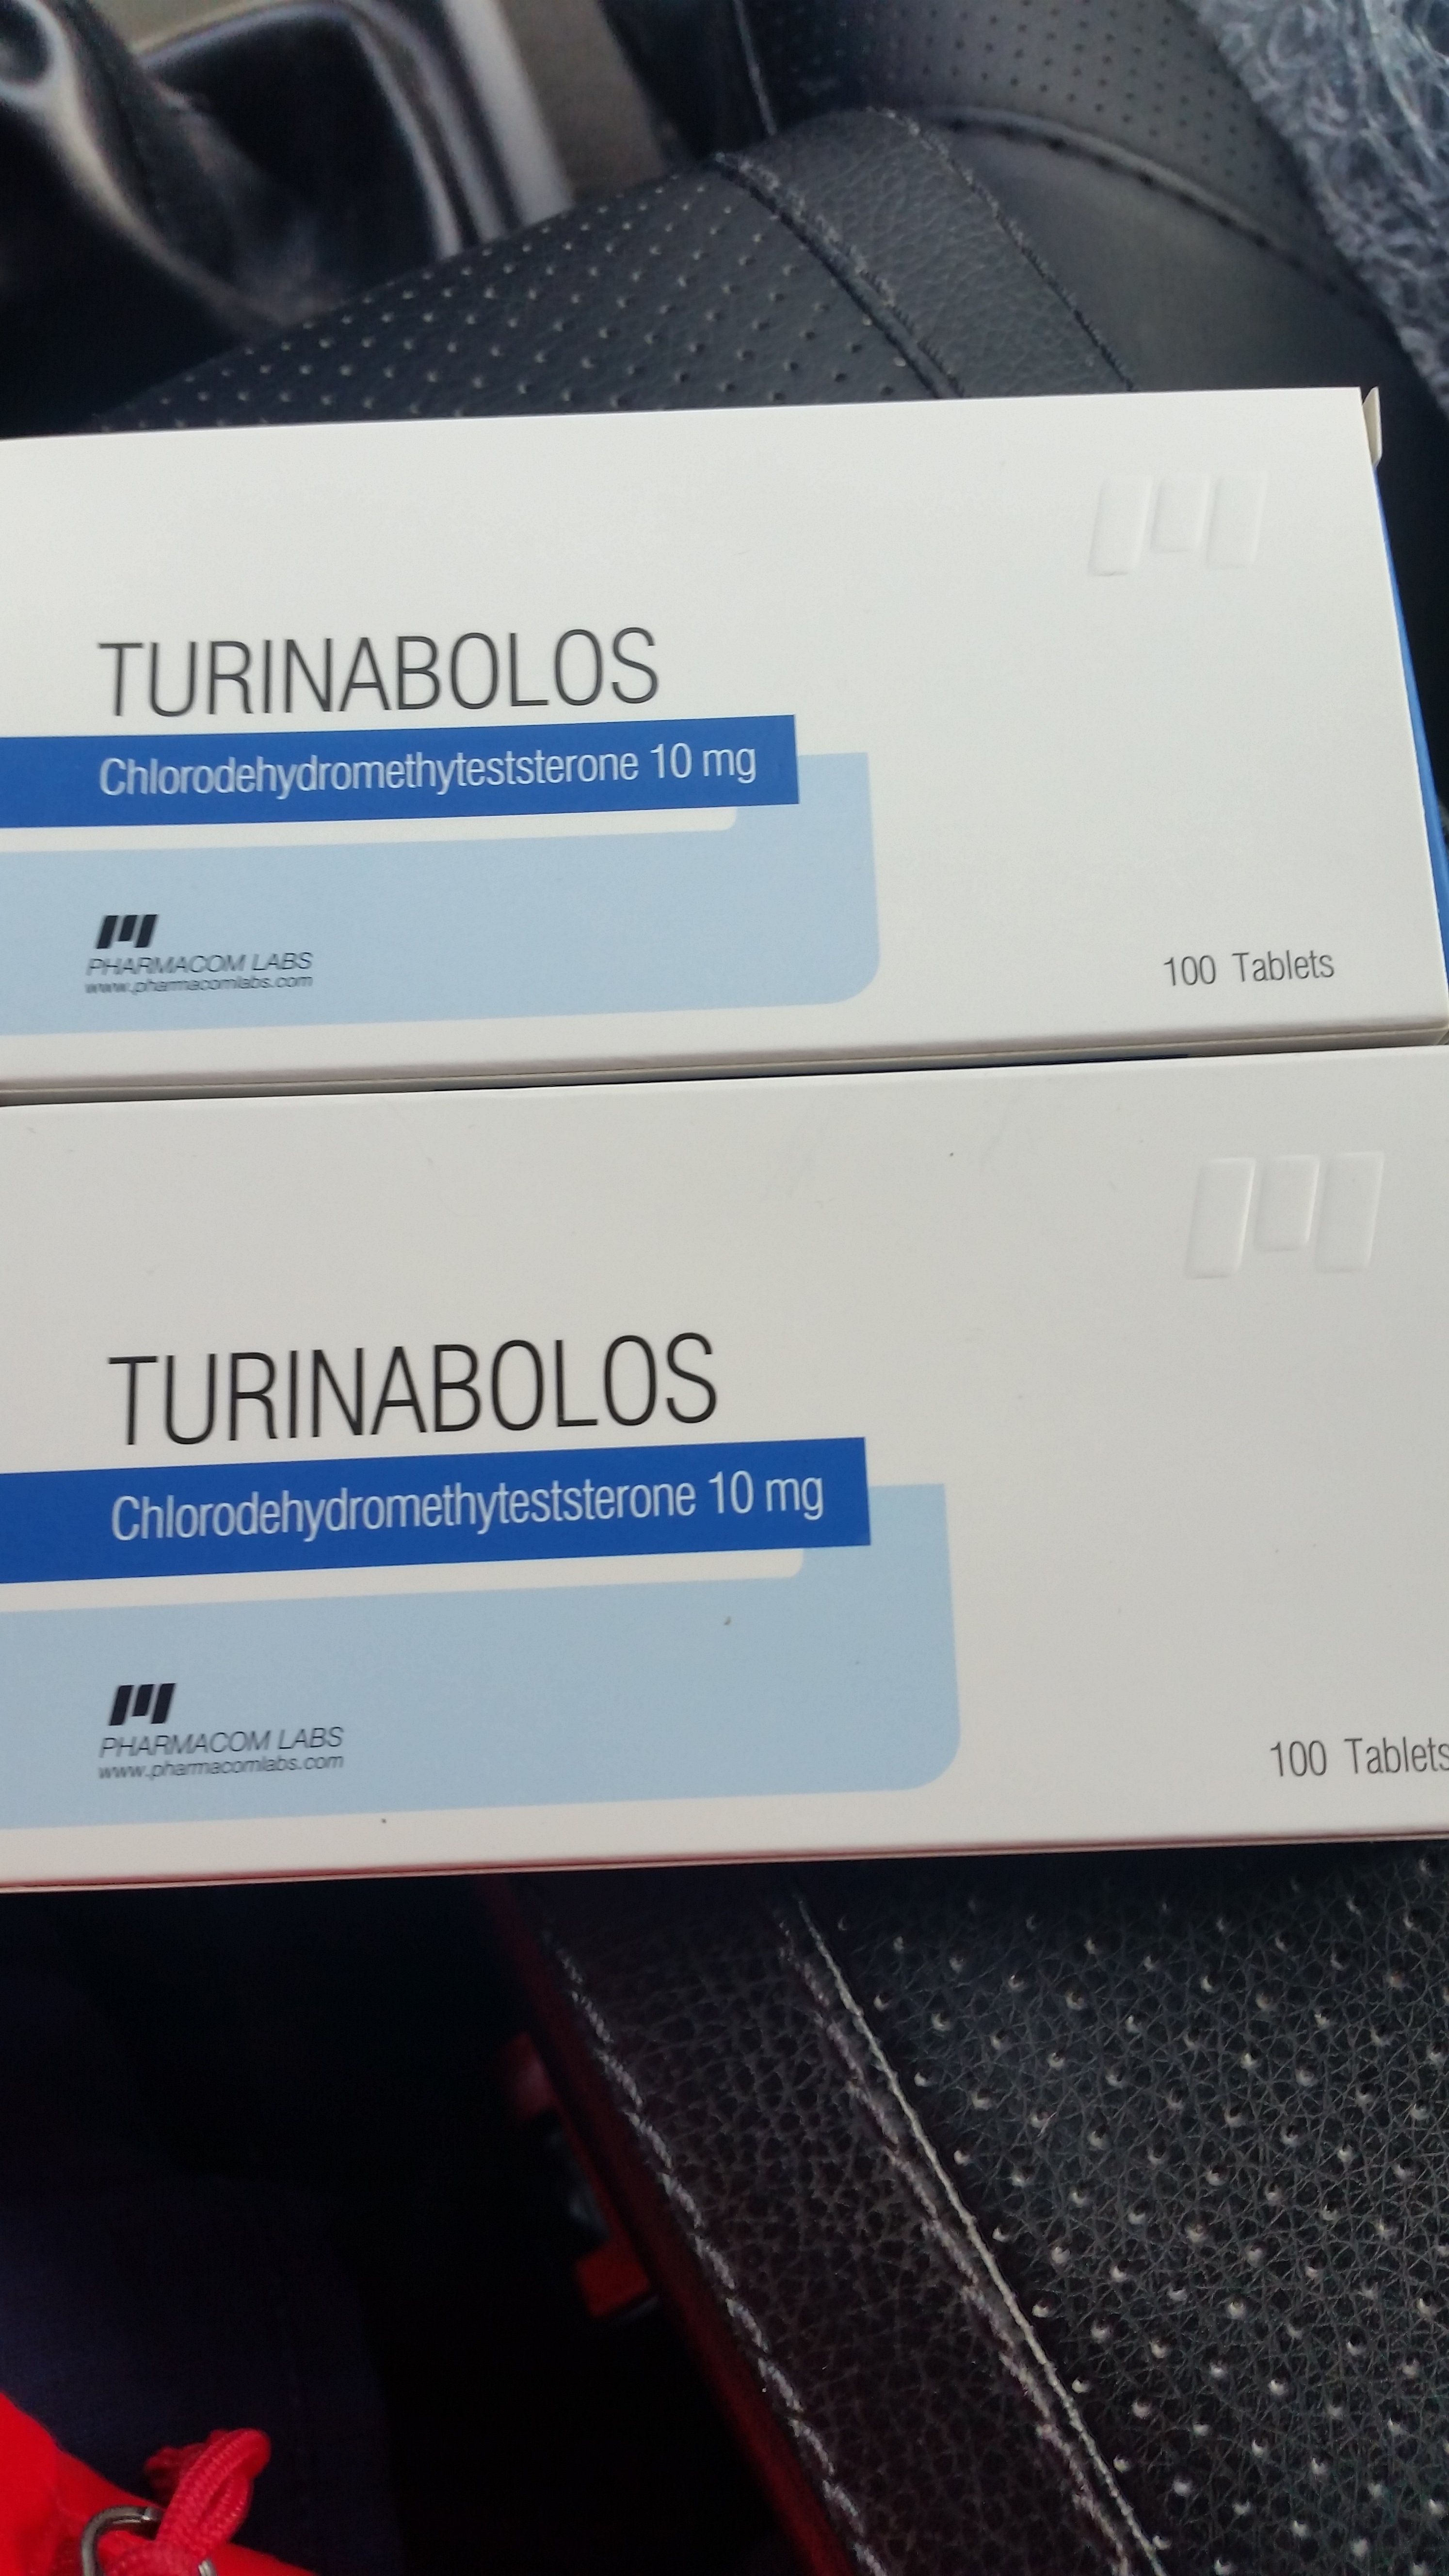 TURINABOLOS
Chlorodehydromethyteststerone 10 mg
PHARMACOM LABS
www.pharmacomlabs.com
100 Tablets
TURINABOLOS
Chlorodehydromethyteststerone 10 mg
PHARMACOM LABS
www.pharmacomlabs.com
100 Tablets